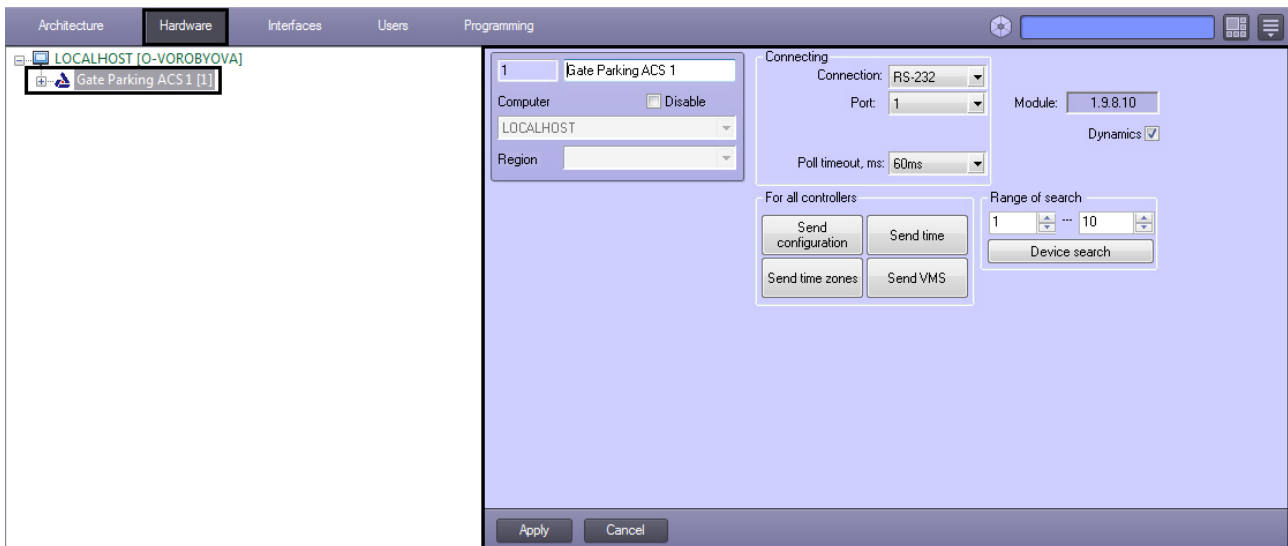 Architecture Hardware Interfaces Users Programming
LOCALHOST [O-VOROBYOVA]
Gate Parking ACS 1 [1]
1 Gate Parking ACS 1
Computer Disable
LOCALHOST
Region
Connecting
Connection: RS-232
Port: 1
Poll timeout, ms: 60ms
Module: 1.9.8.10
Dynamics
For all controllers
Send configuration
Send time
Send time zones
Send VMS
Range of search
1 ... 10
Device search
Apply Cancel